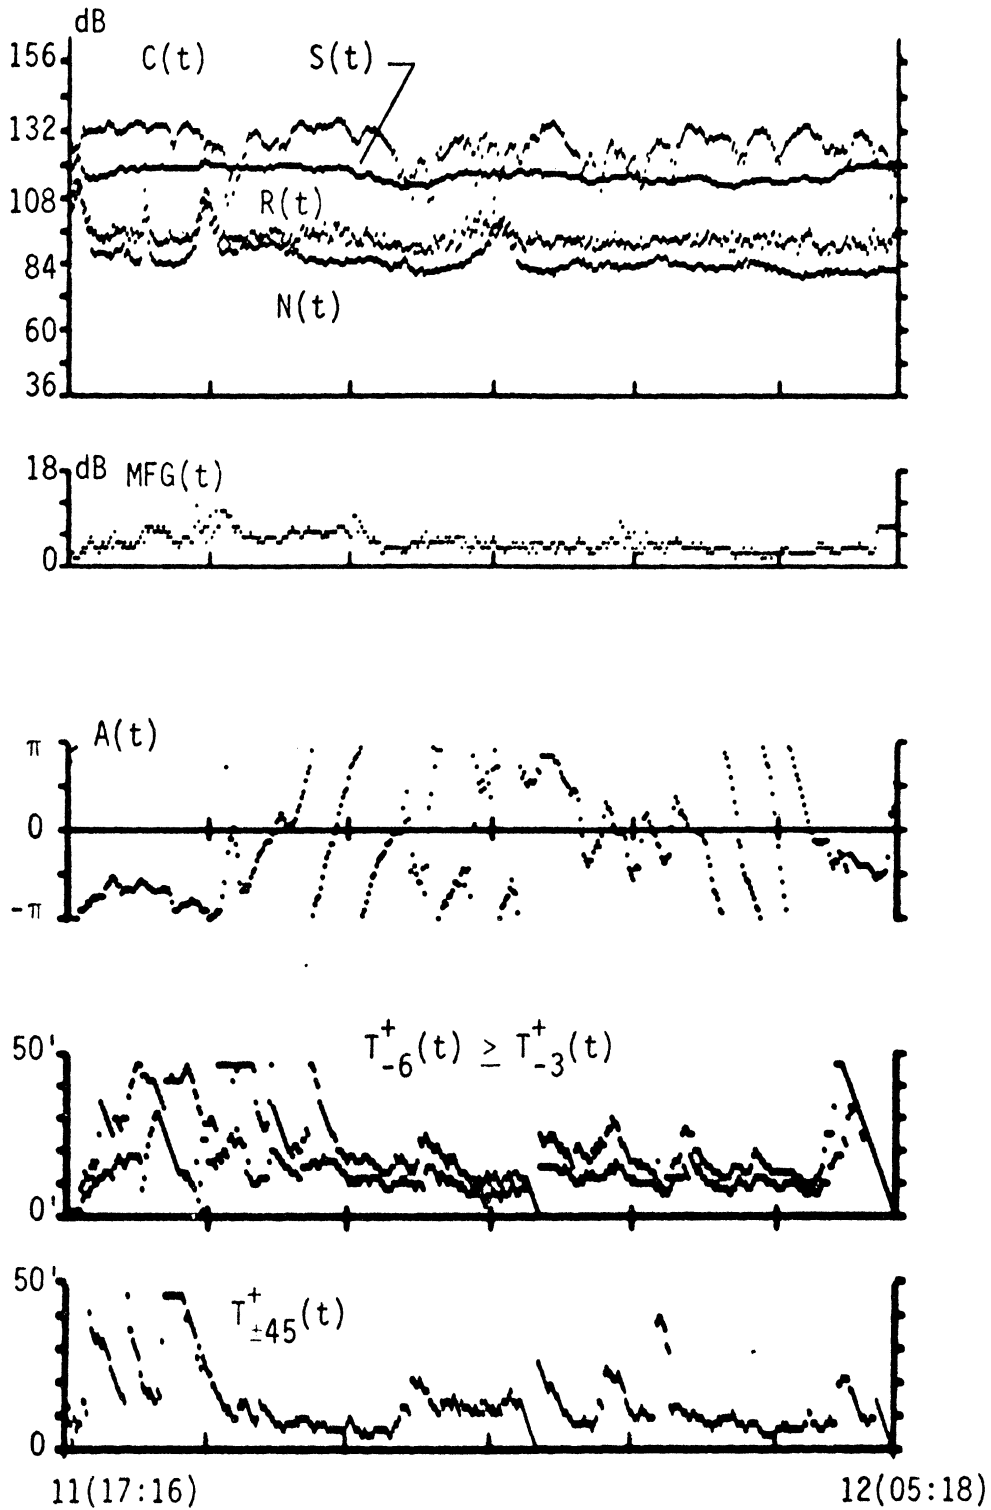 dB
156
C(t)
S(t)
132
108
R(t)
84
N(t)
60
36
18
dB
MFG(t)
0
π
A(t)
0
-π
50'
T⁺₋₆(t) ≥ T⁺₋₃(t)
0'
50'
T⁺±45(t)
0
11(17:16)
12(05:18)